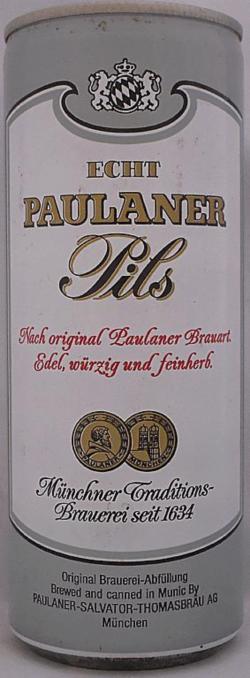 ECHT
PAULANER
Pils
Nach original Paulaner Brauart.
Edel, würzig und feinherb.
PAULANER MÜNCHEN
Münchner Traditions-
Brauerei seit 1634
Original Brauerei-Abfüllung
Brewed and canned in Munic By
PAULANER-SALVATOR-THOMASBRÄU AG
München